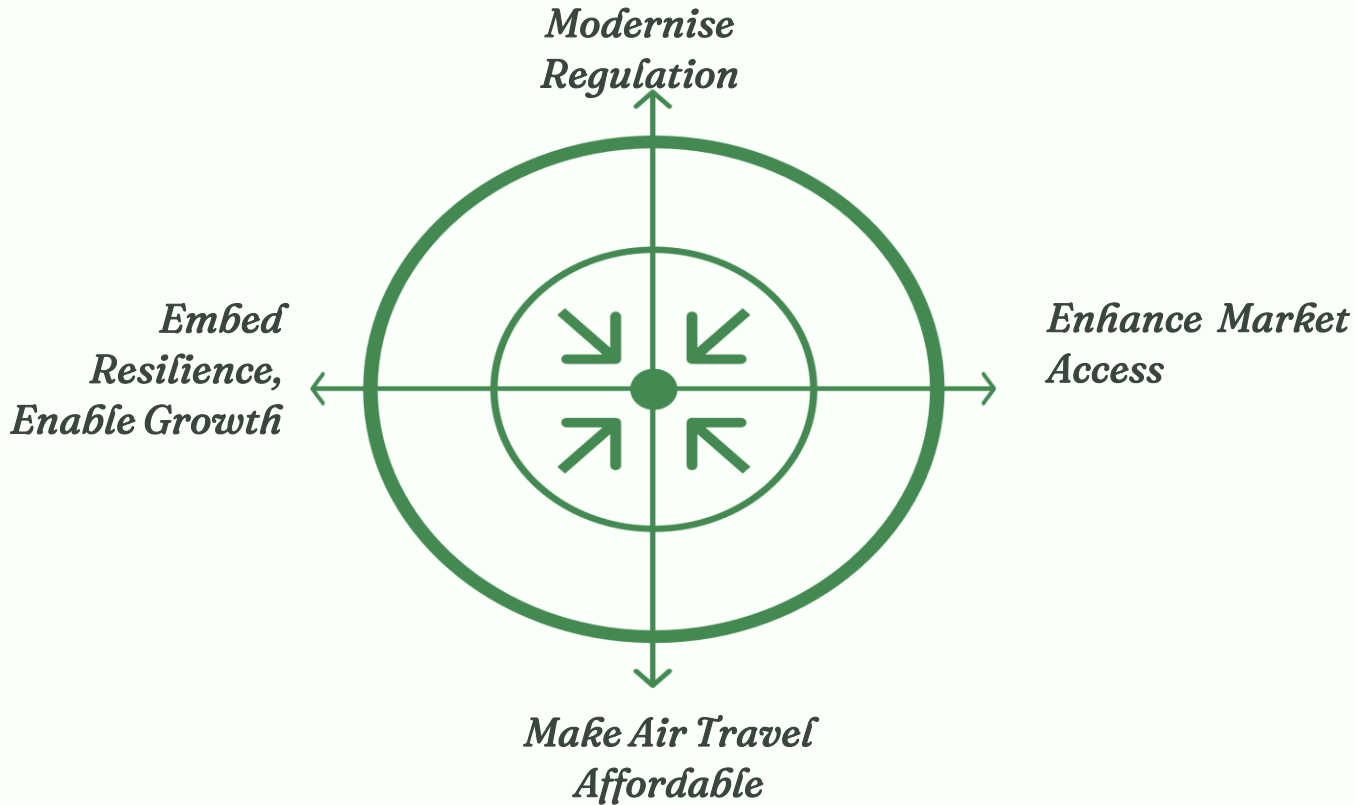 Modernise
Regulation
Embed
Resilience,
Enable Growth
Enhance Market
Access
Make Air Travel
Affordable